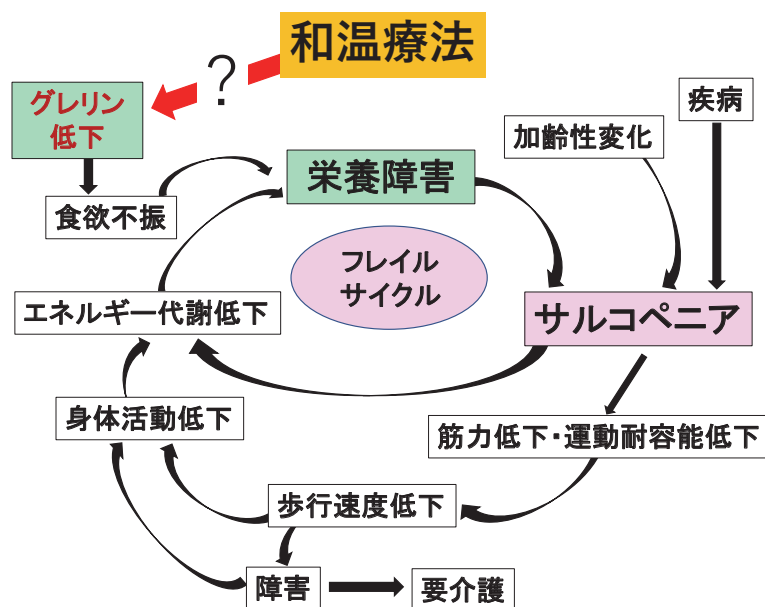 和温療法
?
グレリン
低下
疾病
加齢性変化
栄養障害
食欲不振
フレイル
サイクル
エネルギー代謝低下
サルコペニア
身体活動低下
筋力低下・運動耐容能低下
歩行速度低下
障害
要介護